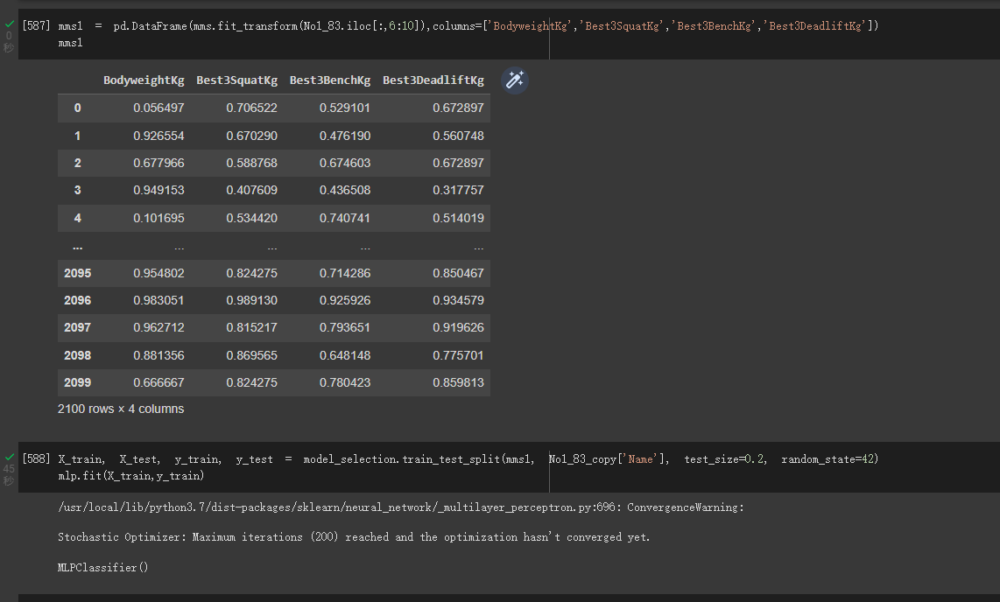 [587] mms1 = pd.DataFrame(mms.fit_transform(No1_83.iloc[:,6:10]),columns=['BodyweightKg','Best3SquatKg','Best3BenchKg','Best3DeadliftKg'])
0
秒
mms1
BodyweightKg Best3SquatKg Best3BenchKg Best3DeadliftKg
0 0.056497 0.706522 0.529101 0.672897
1 0.926554 0.670290 0.476190 0.560748
2 0.677966 0.588768 0.674603 0.672897
3 0.949153 0.407609 0.436508 0.317757
4 0.101695 0.534420 0.740741 0.514019
... ... ... ... ...
2095 0.954802 0.824275 0.714286 0.850467
2096 0.983051 0.989130 0.925926 0.934579
2097 0.962712 0.815217 0.793651 0.919626
2098 0.881356 0.869565 0.648148 0.775701
2099 0.666667 0.824275 0.780423 0.859813
2100 rows × 4 columns
[588] X_train, X_test, y_train, y_test = model_selection.train_test_split(mms1, No1_83_copy['Name'], test_size=0.2, random_state=42)
45
秒
mlp.fit(X_train,y_train)
/usr/local/lib/python3.7/dist-packages/sklearn/neural_network/_multilayer_perceptron.py:696: ConvergenceWarning:
Stochastic Optimizer: Maximum iterations (200) reached and the optimization hasn't converged yet.
MLPClassifier()